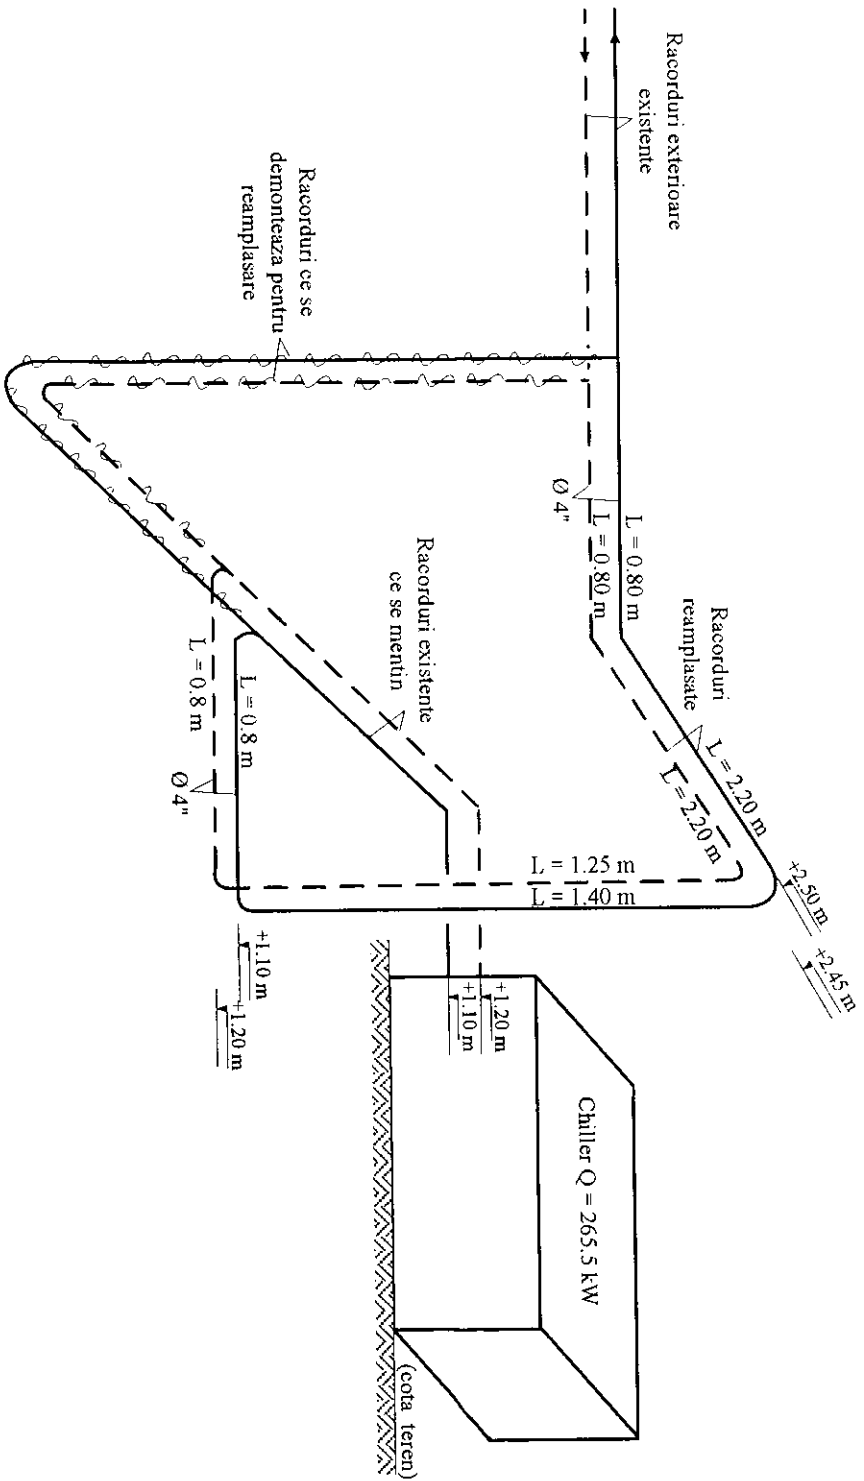 Racorduri exterioare
existente
Racorduri ce se
demonteaza pentru
reamplasare
Ø 4"
L = 0.80 m
L = 0.80 m
Racorduri
reamplasate
L = 2.20 m
L = 2.20 m
+2.50 m
+2.45 m
Racorduri existente
ce se mentin
L = 0.8 m
L = 0.8 m
Ø 4"
L = 1.25 m
L = 1.40 m
+1.10 m
+1.20 m
+1.20 m
+1.10 m
Chiller Q = 265.5 kW
(cota teren)